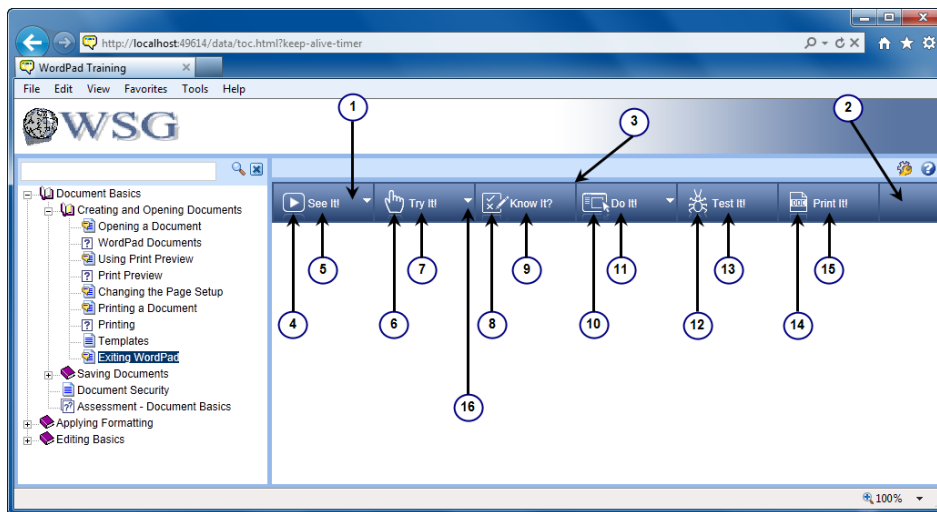 http://localhost:49614/data/toc.html?keep-alive-timer
WordPad Training
File Edit View Favorites Tools Help
1
2
3
WSG
Document Basics
Creating and Opening Documents
Opening a Document
WordPad Documents
Using Print Preview
Print Preview
Changing the Page Setup
Printing a Document
Printing
Templates
Exiting WordPad
Saving Documents
Document Security
Assessment - Document Basics
Applying Formatting
Editing Basics
See It! Try It! Know It? Do It! Test It! DOC Print It!
5 7 9 11 13 15
4 6 8 10 12 14
16
100%